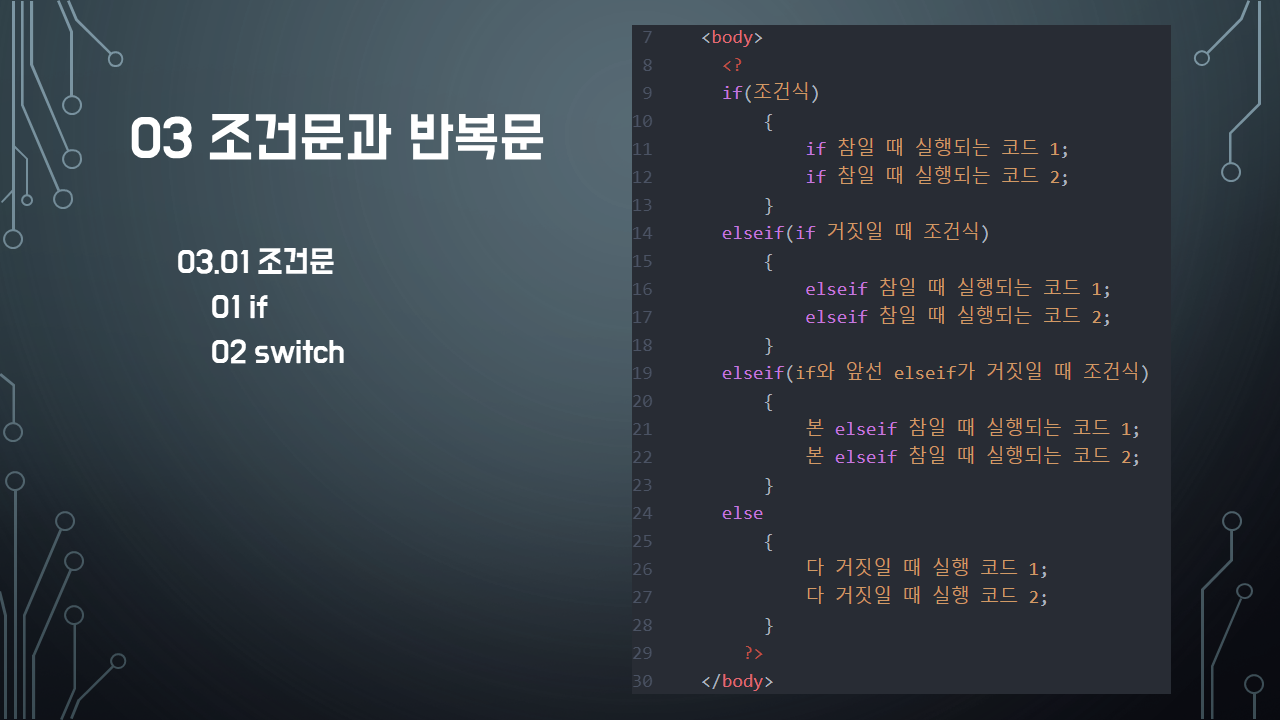 03 조건문과 반복문
03.01 조건문
01 if
02 switch
7 <body>
8 <?
9 if(조건식)
10 {
11 if 참일 때 실행되는 코드 1;
12 if 참일 때 실행되는 코드 2;
13 }
14 elseif(if 거짓일 때 조건식)
15 {
16 elseif 참일 때 실행되는 코드 1;
17 elseif 참일 때 실행되는 코드 2;
18 }
19 elseif(if와 앞선 elseif가 거짓일 때 조건식)
20 {
21 본 elseif 참일 때 실행되는 코드 1;
22 본 elseif 참일 때 실행되는 코드 2;
23 }
24 else
25 {
26 다 거짓일 때 실행 코드 1;
27 다 거짓일 때 실행 코드 2;
28 }
29 ?>
30 </body>